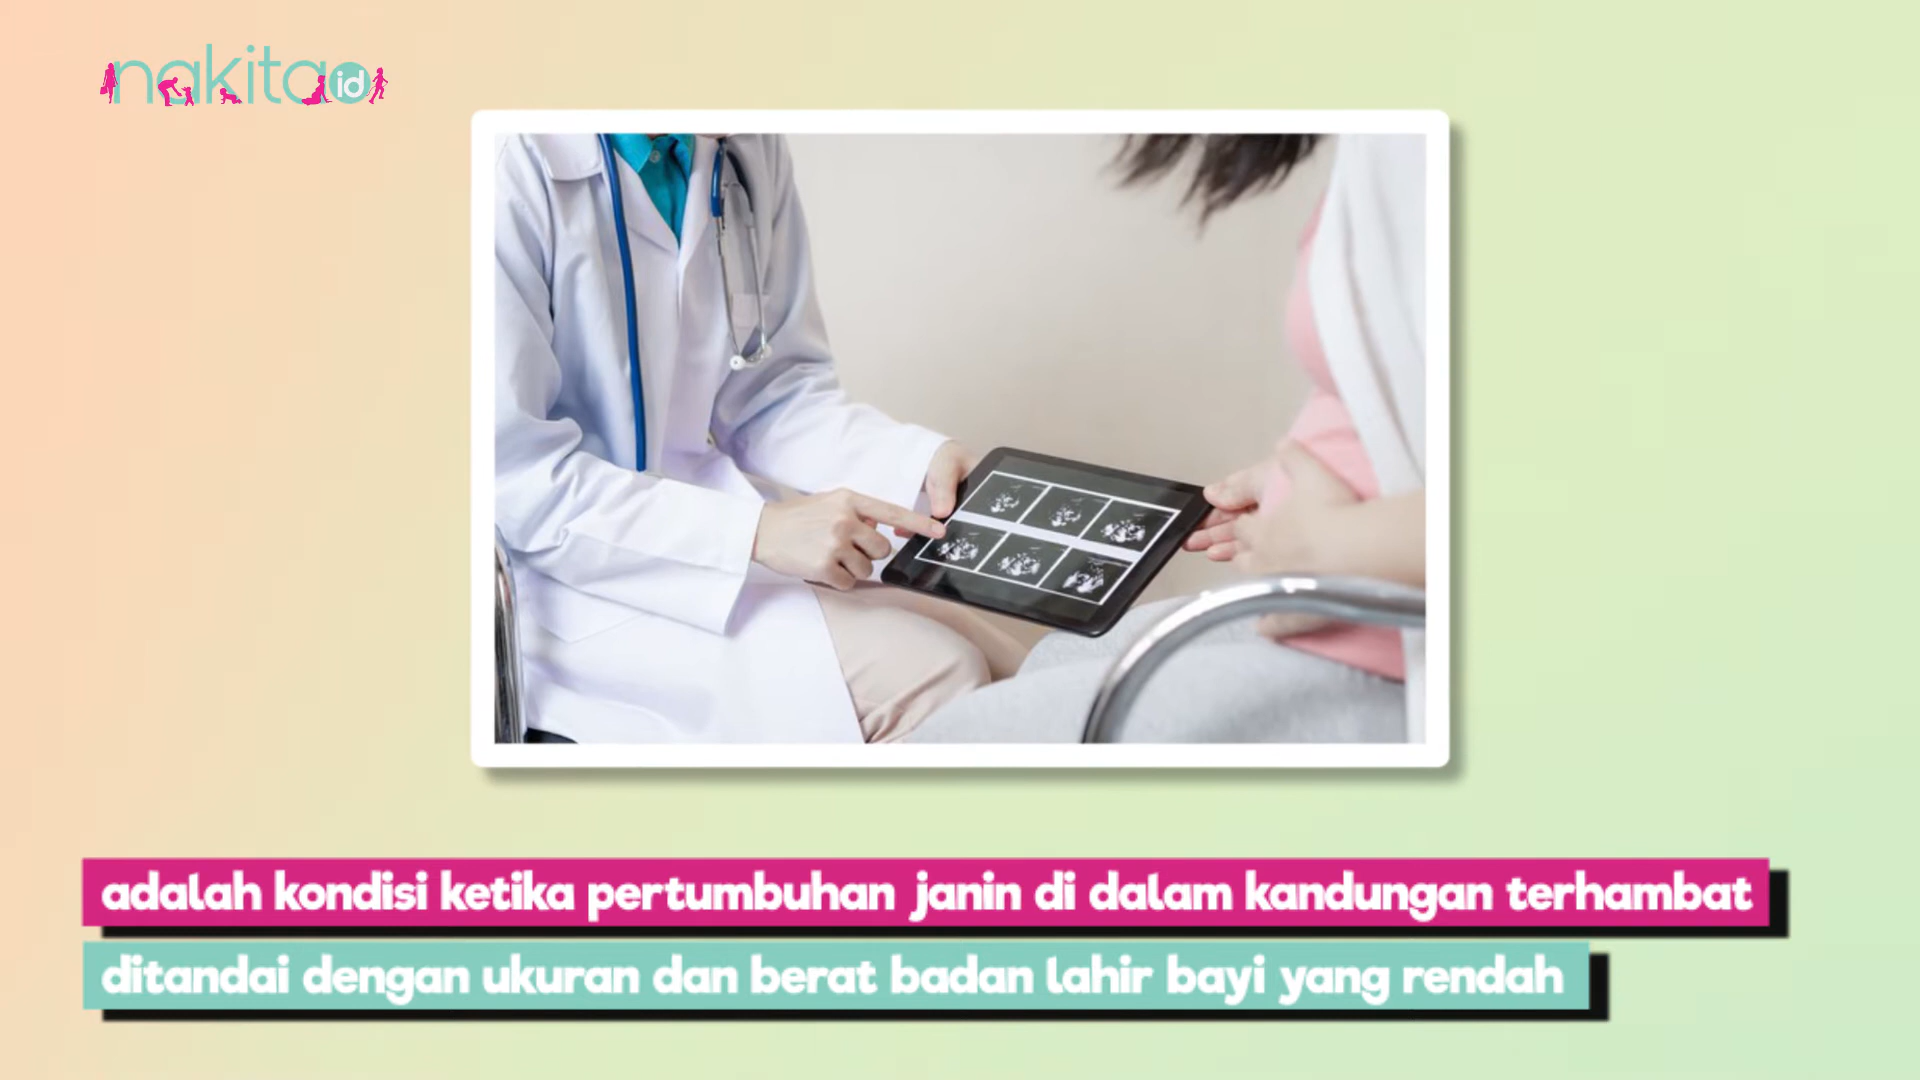 nakita id
adalah kondisi ketika pertumbuhan janin di dalam kandungan terhambat
ditandai dengan ukuran dan berat badan lahir bayi yang rendah